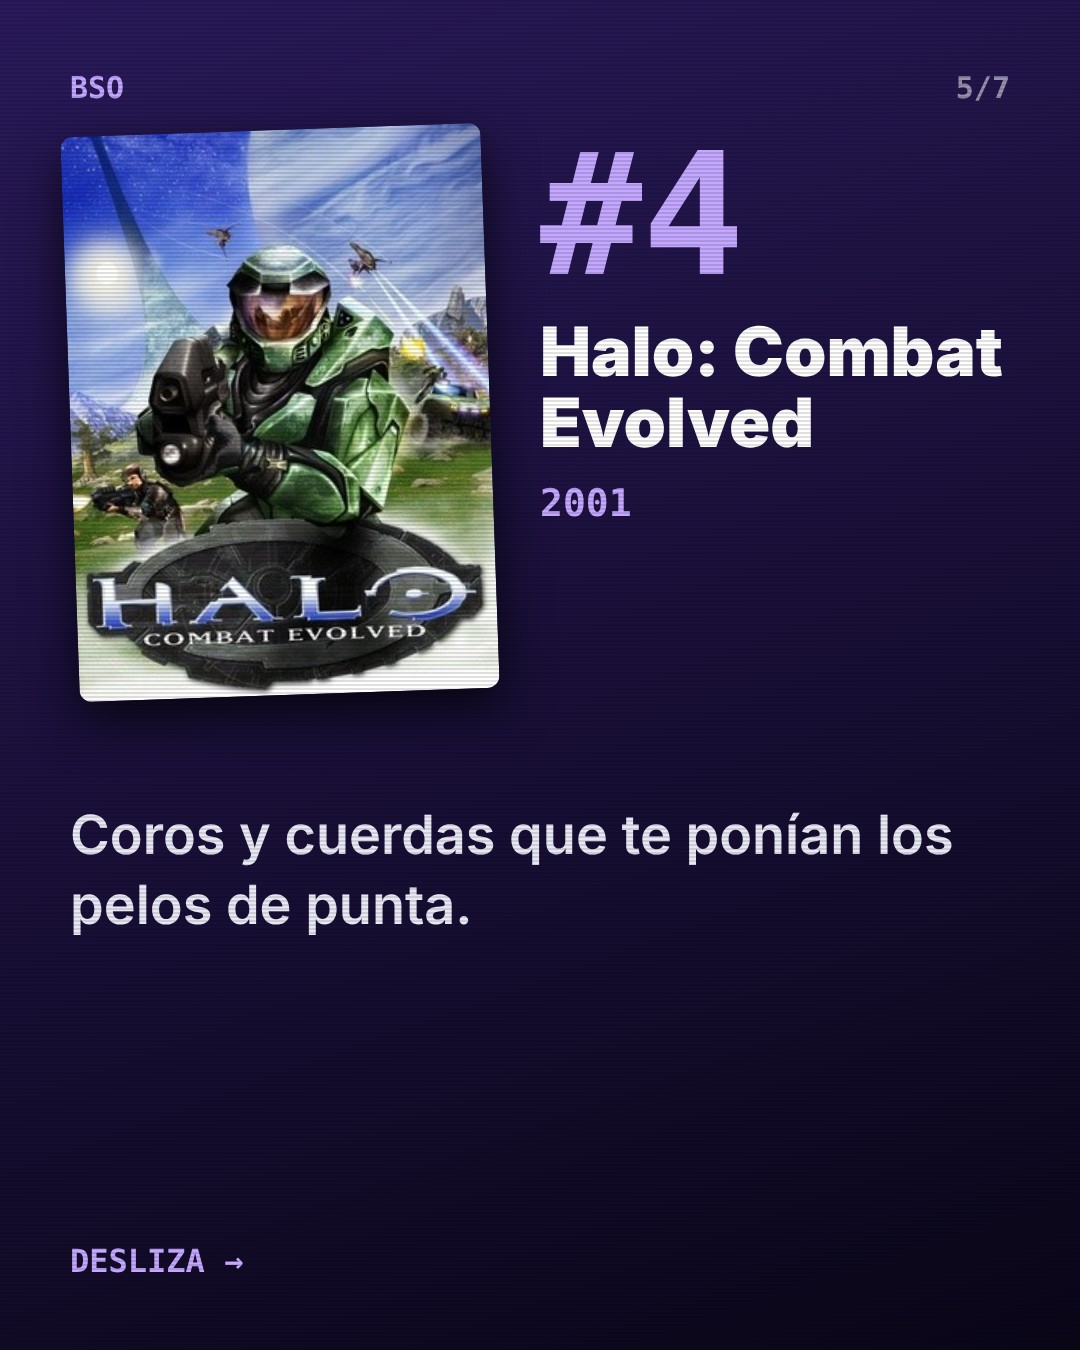 BSO
5/7
#4
Halo: Combat
Evolved
2001
HALO
COMBAT EVOLVED
Coros y cuerdas que te ponían los
pelos de punta.
DESLIZA →